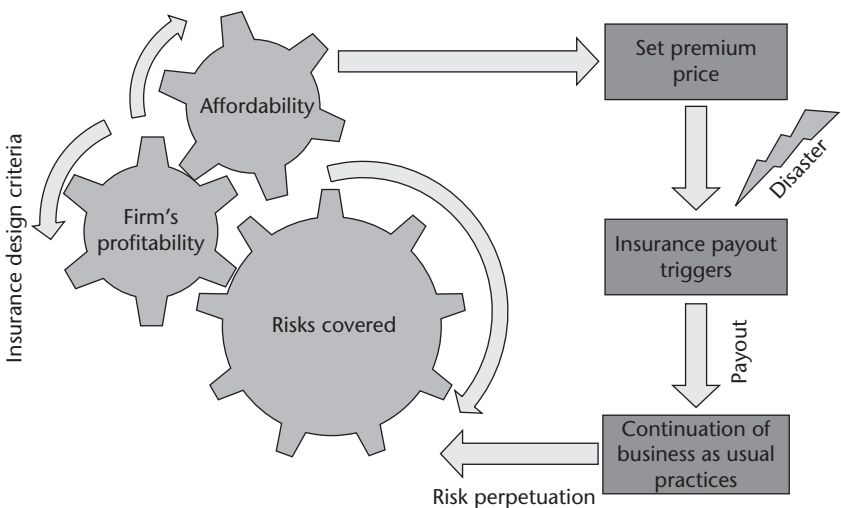 Insurance design criteria
Affordability
Firm's
profitability
Risks covered
Set premium
price
Disaster
Insurance payout
triggers
Payout
Continuation of
business as usual
practices
Risk perpetuation